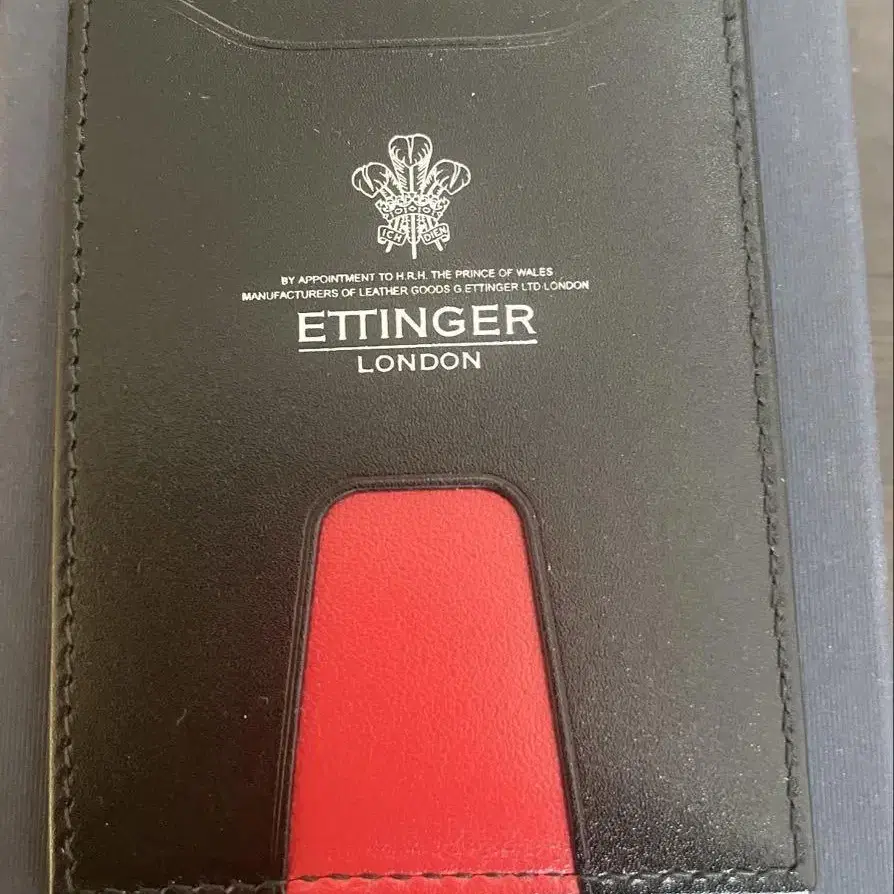 ICH DIEN
BY APPOINTMENT TO H.R.H. THE PRINCE OF WALES
MANUFACTURERS OF LEATHER GOODS G.ETTINGER LTD LONDON
ETTINGER
LONDON